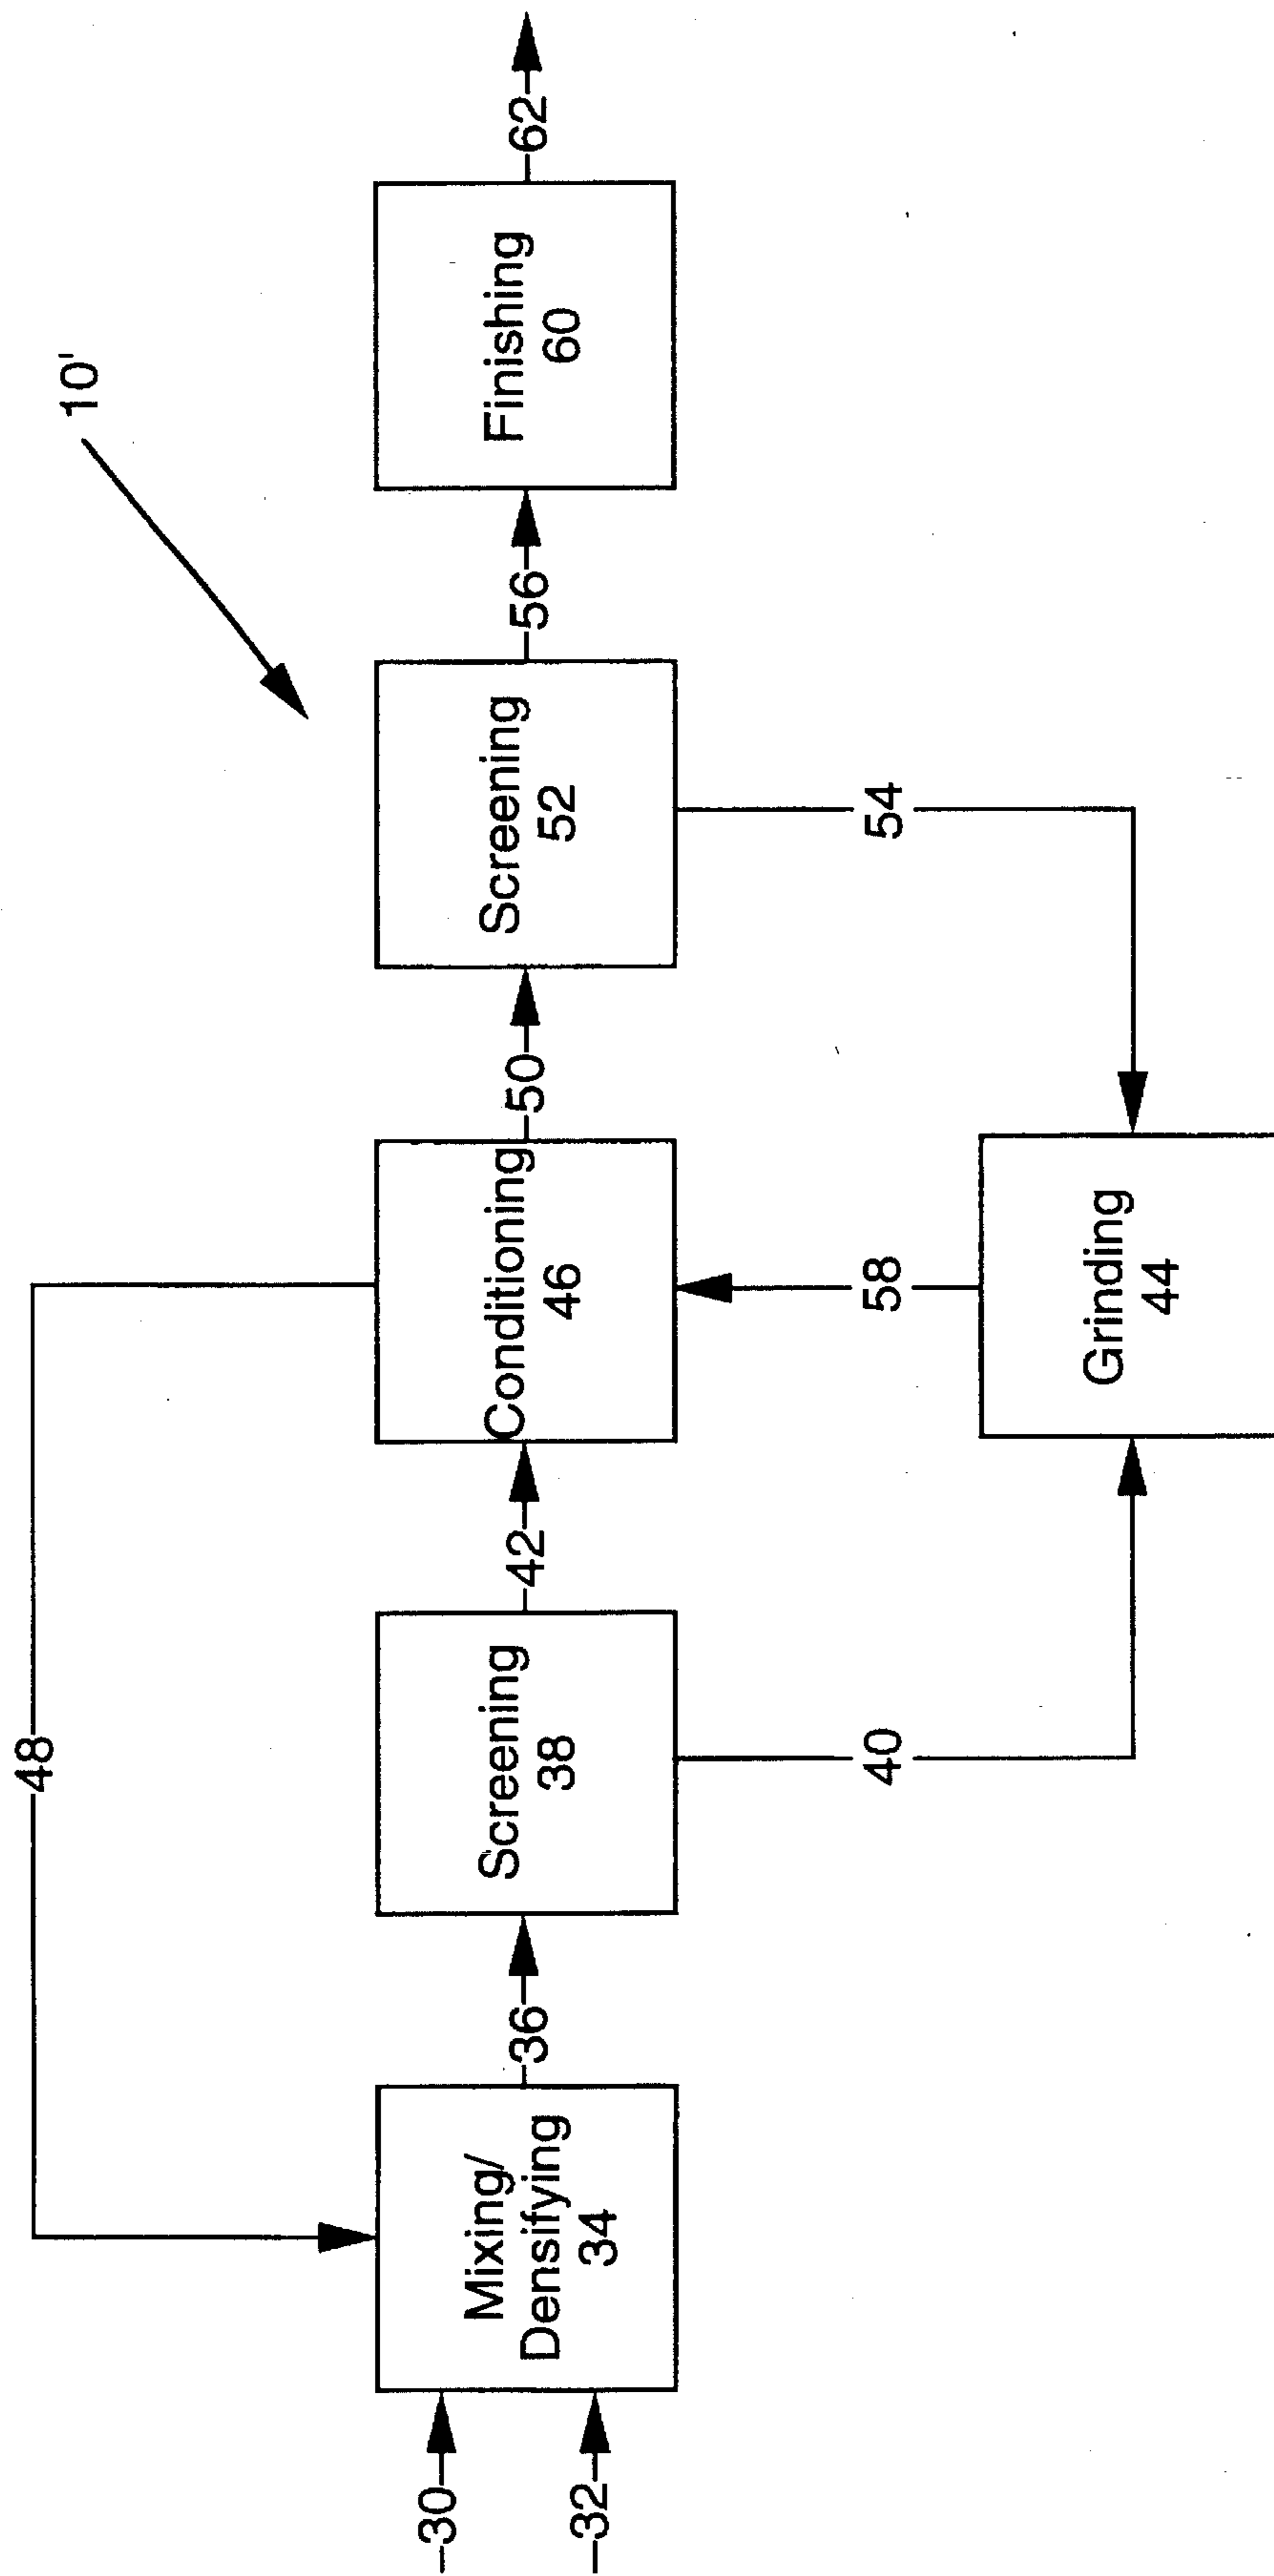 10'
48
30
32
Mixing/
Densifying
34
36
Screening
38
42
Conditioning
46
50
Screening
52
56
Finishing
60
62
40
58
54
Grinding
44